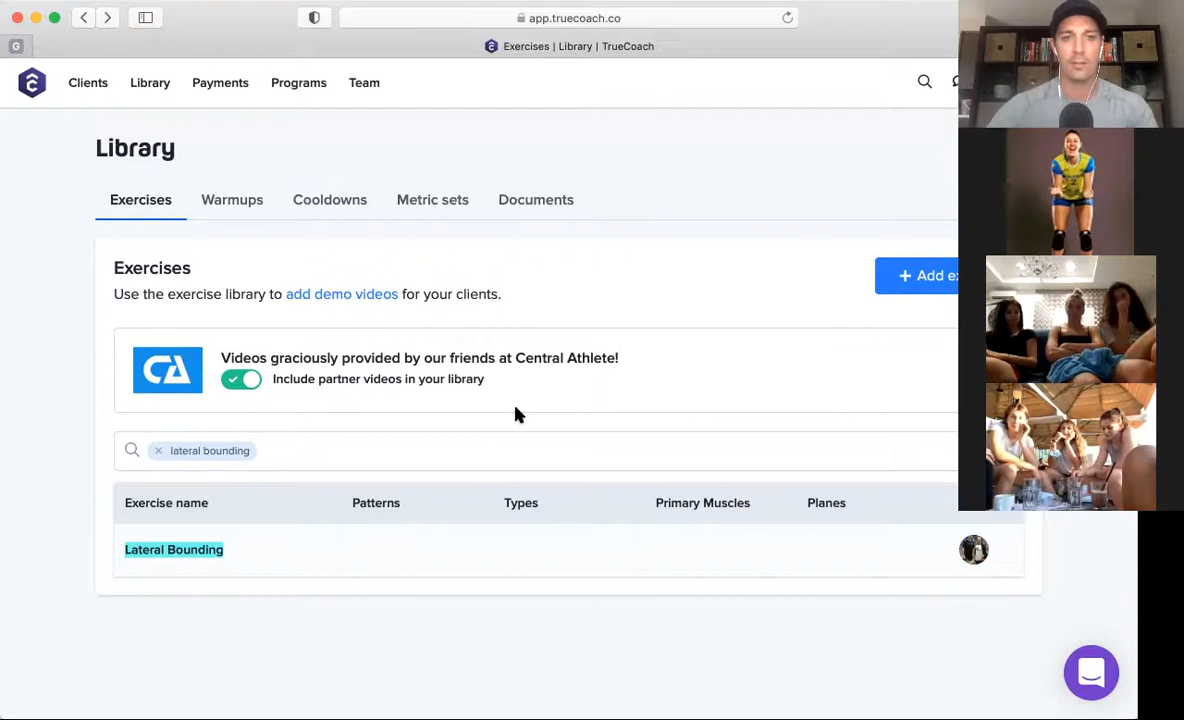 app.truecoach.co
G
Exercises | Library | TrueCoach
Clients Library Payments Programs Team
Library
Exercises Warmups Cooldowns Metric sets Documents
Exercises
Use the exercise library to add demo videos for your clients.
+ Add ex
CA
Videos graciously provided by our friends at Central Athlete!
Include partner videos in your library
× lateral bounding
Exercise name Patterns Types Primary Muscles Planes
Lateral Bounding